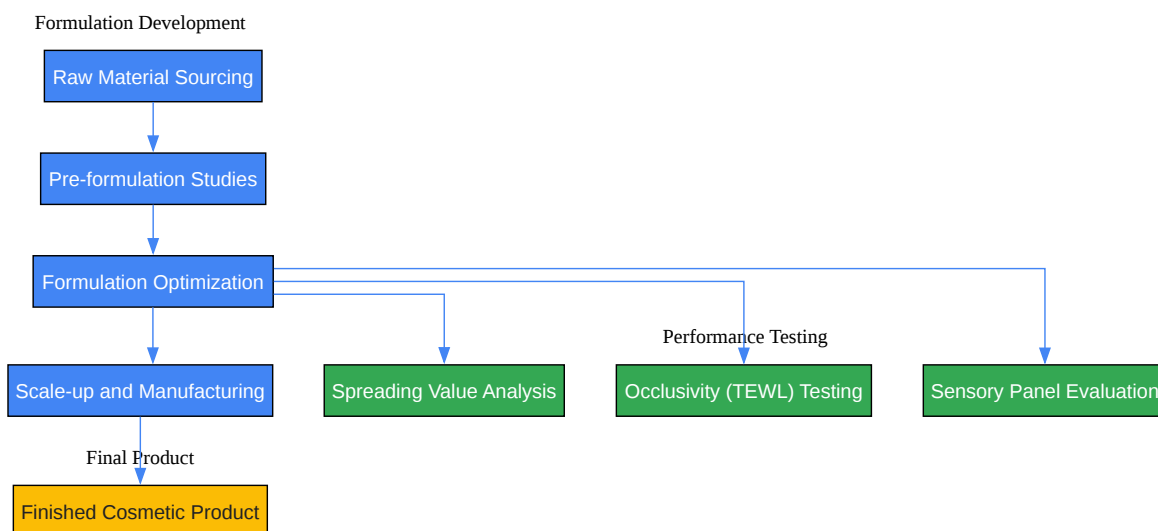 Formulation Development
Raw Material Sourcing
Pre-formulation Studies
Formulation Optimization
Performance Testing
Scale-up and Manufacturing
Spreading Value Analysis
Occlusivity (TEWL) Testing
Sensory Panel Evaluation
Final Product
Finished Cosmetic Product